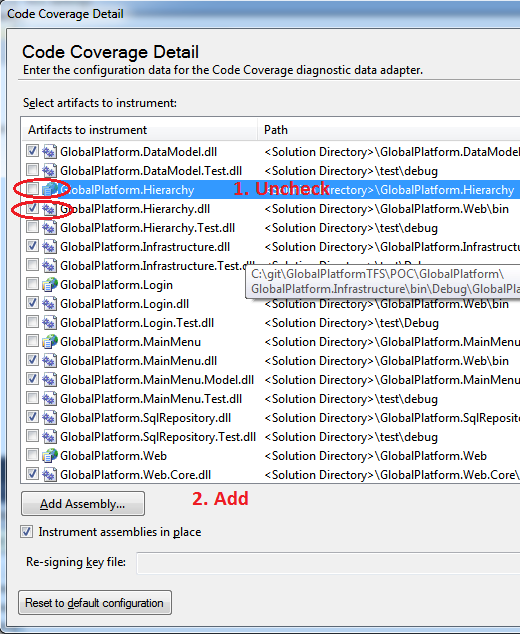 Code Coverage Detail
Code Coverage Detail
Enter the configuration data for the Code Coverage diagnostic data adapter.
Select artifacts to instrument:
Artifacts to instrument Path
GlobalPlatform.DataModel.dll <Solution Directory>\GlobalPlatform.DataModel
GlobalPlatform.DataModel.Test.dll <Solution Directory>\test\debug
GlobalPlatform.Hierarchy 1. Uncheck <Solution Directory>\GlobalPlatform.Hierarchy
GlobalPlatform.Hierarchy.dll <Solution Directory>\GlobalPlatform.Web\bin
GlobalPlatform.Hierarchy.Test.dll <Solution Directory>\test\debug
GlobalPlatform.Infrastructure.dll <Solution Directory>\GlobalPlatform.Infrastructu
GlobalPlatform.Infrastructure.Test.dll
C:\git\GlobalPlatformTFS\POC\GlobalPlatform\
GlobalPlatform.Infrastructure\bin\Debug\GlobalPla
GlobalPlatform.Login
GlobalPlatform.Login.dll <Solution Directory>\GlobalPlatform.Web\bin
GlobalPlatform.Login.Test.dll <Solution Directory>\test\Debug
GlobalPlatform.MainMenu <Solution Directory>\GlobalPlatform.MainMenu
GlobalPlatform.MainMenu.dll <Solution Directory>\GlobalPlatform.Web\bin
GlobalPlatform.MainMenu.Model.dll <Solution Directory>\GlobalPlatform.MainMenu
GlobalPlatform.MainMenu.Test.dll <Solution Directory>\test\debug
GlobalPlatform.SqlRepository.dll <Solution Directory>\GlobalPlatform.SqlReposito
GlobalPlatform.SqlRepository.Test.dll <Solution Directory>\test\debug
GlobalPlatform.Web <Solution Directory>\GlobalPlatform.Web
GlobalPlatform.Web.Core.dll <Solution Directory>\GlobalPlatform.Web.Core\
Add Assembly... 2. Add
Instrument assemblies in place
Re-signing key file:
Reset to default configuration